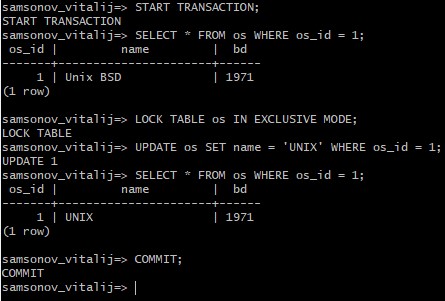 samsonov_vitalij=> START TRANSACTION;
START TRANSACTION
samsonov_vitalij=> SELECT * FROM os WHERE os_id = 1;
 os_id |         name         |  bd
-------+----------------------+------
     1 | Unix BSD             | 1971
(1 row)

samsonov_vitalij=> LOCK TABLE os IN EXCLUSIVE MODE;
LOCK TABLE
samsonov_vitalij=> UPDATE os SET name = 'UNIX' WHERE os_id = 1;
UPDATE 1
samsonov_vitalij=> SELECT * FROM os WHERE os_id = 1;
 os_id |         name         |  bd
-------+----------------------+------
     1 | UNIX                 | 1971
(1 row)

samsonov_vitalij=> COMMIT;
COMMIT
samsonov_vitalij=>